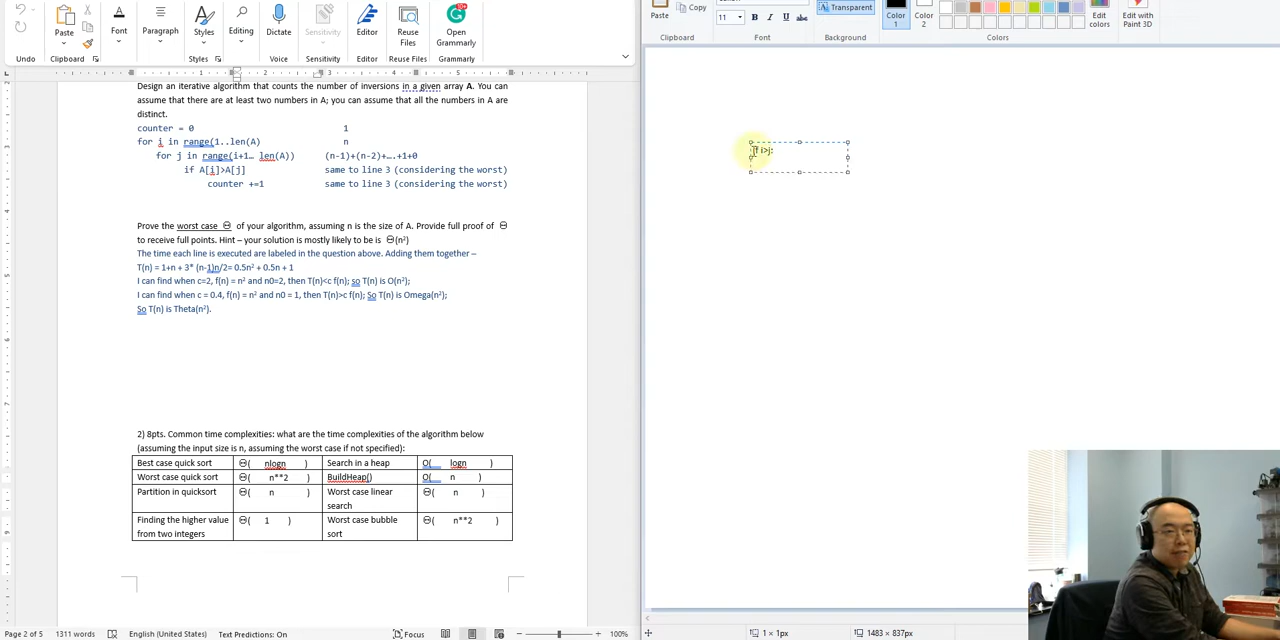 Undo
Paste
Clipboard
Font
Paragraph
Styles
Styles
Editing
Dictate
Voice
Sensitivity
Sensitivity
Editor
Editor
Reuse
Files
Reuse Files
Open
Grammarly
Grammarly
Design an iterative algorithm that counts the number of inversions in a given array A. You can
assume that there are at least two numbers in A; you can assume that all the numbers in A are
distinct.
counter = 0 1
for i in range(1..len(A) n
for j in range(i+1… len(A)) (n-1)+(n-2)+….+1+0
if A[i]>A[j] same to line 3 (considering the worst)
counter +=1 same to line 3 (considering the worst)
Prove the worst case Θ of your algorithm, assuming n is the size of A. Provide full proof of Θ
to receive full points. Hint – your solution is mostly likely to be Θ(n²)
The time each line is executed are labeled in the question above. Adding them together –
T(n) = 1+n + 3* (n-1)n/2= 0.5n² + 0.5n + 1
I can find when c=2, f(n) = n² and n0=2, then T(n)<c f(n); so T(n) is O(n²);
I can find when c = 0.4, f(n) = n² and n0 = 1, then T(n)>c f(n); So T(n) is Omega(n²);
So T(n) is Theta(n²).
2) 8pts. Common time complexities: what are the time complexities of the algorithm below
(assuming the input size is n, assuming the worst case if not specified):
Best case quick sort Θ( nlogn ) Search in a heap O( logn )
Worst case quick sort Θ( n**2 ) BuildHeap() O( n )
Partition in quicksort Θ( n ) Worst case linear search Θ( n )
Finding the higher value from two integers Θ( 1 ) Worst case bubble sort Θ( n**2 )
Page 2 of 5 1311 words English (United States) Text Predictions: On Focus 100%
Paste
Copy
Clipboard
11 B I U abc
Font
Transparent
Background
Color
1
Color
2
Colors
Edit
colors
Edit with
Paint 3D
if i>j:
1 × 1px 1483 × 837px